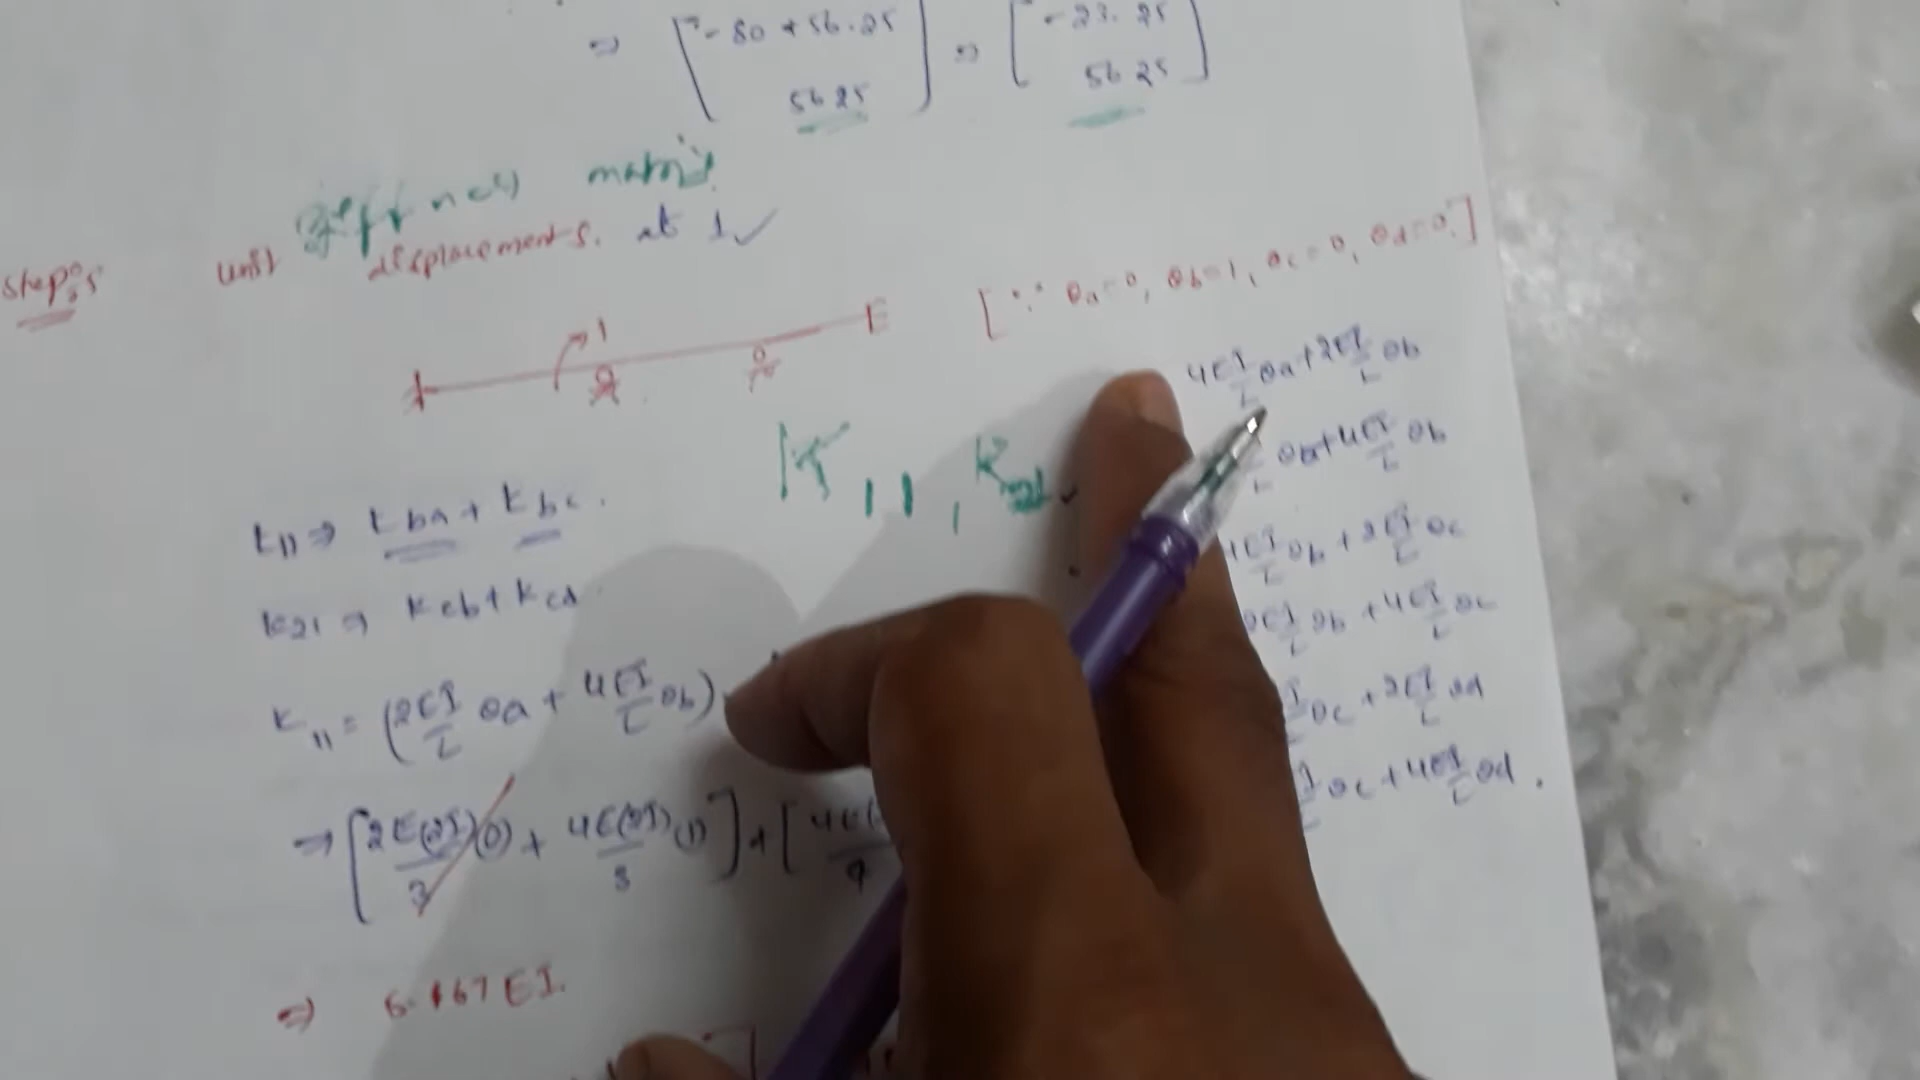 ⇒ [-80 + 56.25 ⇒ [-23.25
56.25] 56.25]
matrix
Step:5 unit displacements. at 1 ✓
[∵ θa=0, θb=1, θc=0, θd=0.]
1
4EI/L θa + 2EI/L θb
K11, K21
θa + 4EI/L θb
k11 ⇒ kba + kbc.
4EI/L θb + 2EI/L θc
k21 ⇒ kcb + kcd
2EI/L θb + 4EI/L θc
K11 = (2EI/L θa + 4EI/L θb)
θc + 2EI/L θd
⇒ [2E(2I)/3 (0) + 4E(2I)/3 (1)] + [4E(
θc + 4EI/L θd.
⇒ 6.167 EI.